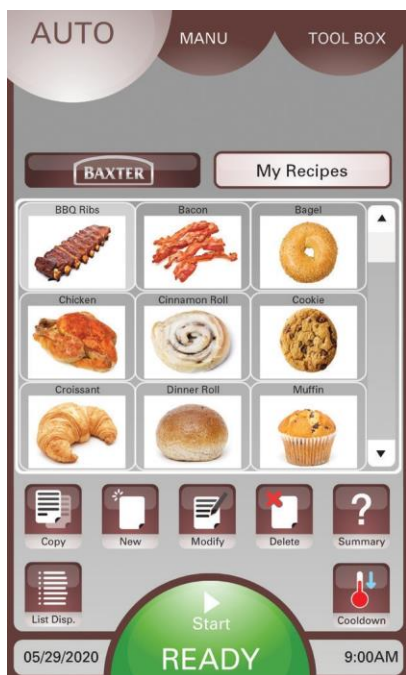 AUTO MANU TOOL BOX
BAXTER My Recipes
BBQ Ribs Bacon Bagel
Chicken Cinnamon Roll Cookie
Croissant Dinner Roll Muffin
Copy New Modify Delete Summary
List Disp. Start Cooldown
05/29/2020 READY 9:00AM